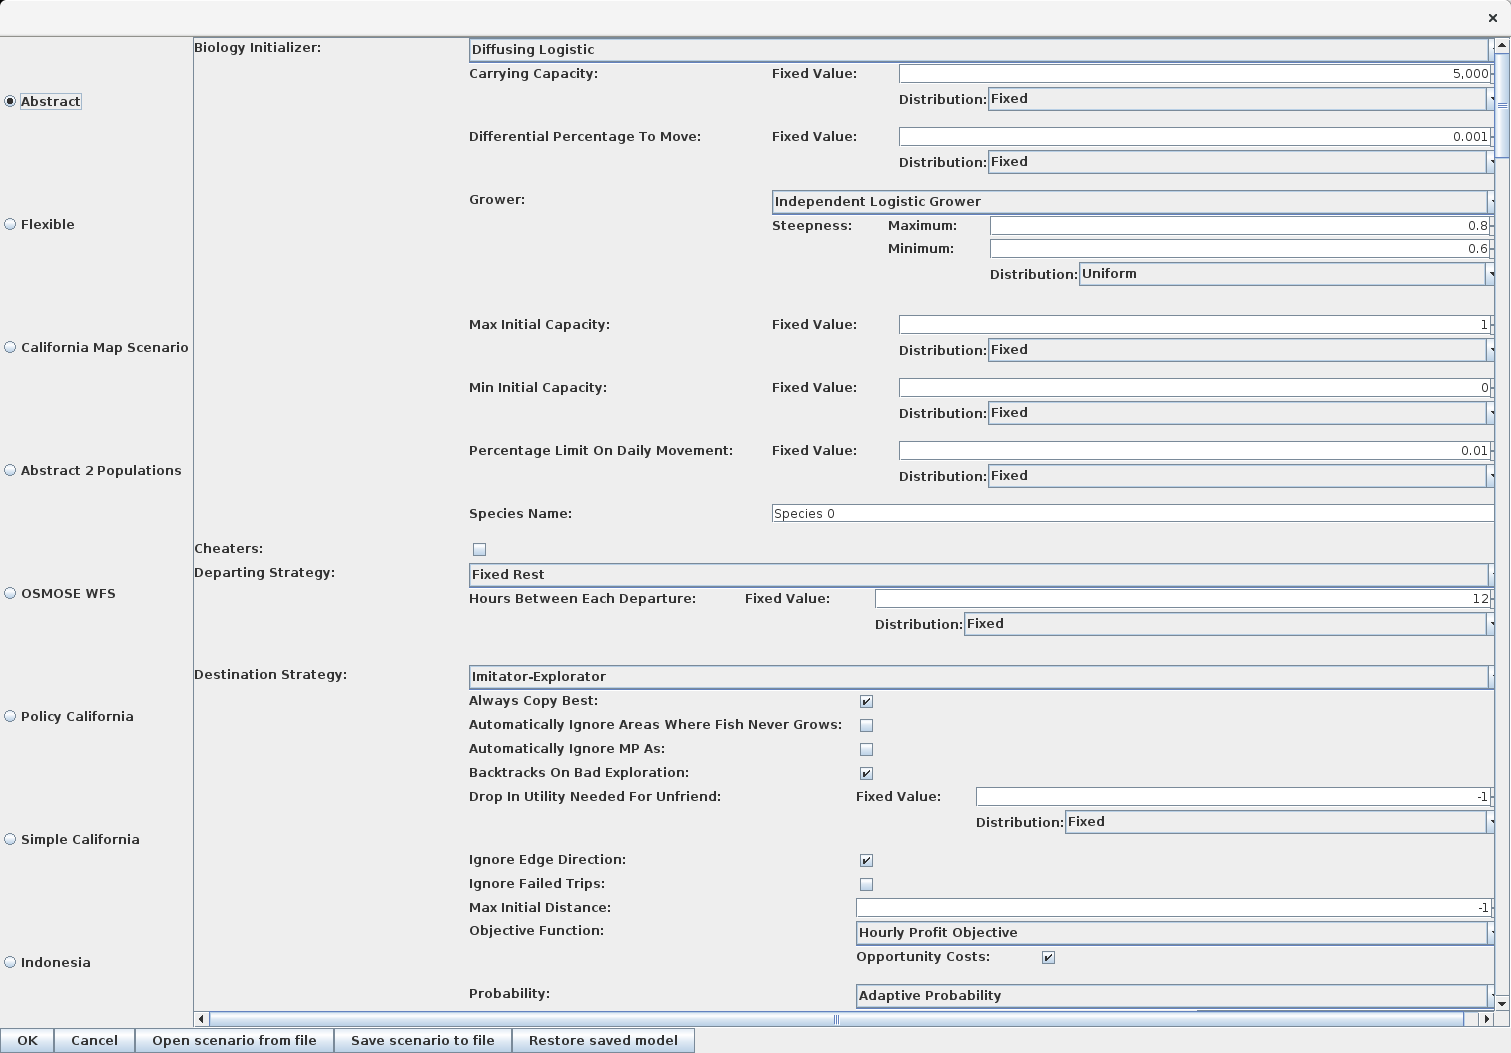 Biology Initializer: Diffusing Logistic
Carrying Capacity: Fixed Value: 5,000
Abstract
Distribution: Fixed
Differential Percentage To Move: Fixed Value: 0.001
Distribution: Fixed
Grower: Independent Logistic Grower
Flexible
Steepness: Maximum: 0.8
Minimum: 0.6
Distribution: Uniform
Max Initial Capacity: Fixed Value: 1
California Map Scenario
Distribution: Fixed
Min Initial Capacity: Fixed Value: 0
Distribution: Fixed
Percentage Limit On Daily Movement: Fixed Value: 0.01
Abstract 2 Populations
Distribution: Fixed
Species Name: Species 0
Cheaters:
Departing Strategy: Fixed Rest
OSMOSE WFS
Hours Between Each Departure: Fixed Value: 12
Distribution: Fixed
Destination Strategy: Imitator-Explorator
Always Copy Best:
Policy California
Automatically Ignore Areas Where Fish Never Grows:
Automatically Ignore MP As:
Backtracks On Bad Exploration:
Drop In Utility Needed For Unfriend: Fixed Value: -1
Distribution: Fixed
Simple California
Ignore Edge Direction:
Ignore Failed Trips:
Max Initial Distance: -1
Objective Function: Hourly Profit Objective
Opportunity Costs:
Indonesia
Probability: Adaptive Probability
OK Cancel Open scenario from file Save scenario to file Restore saved model